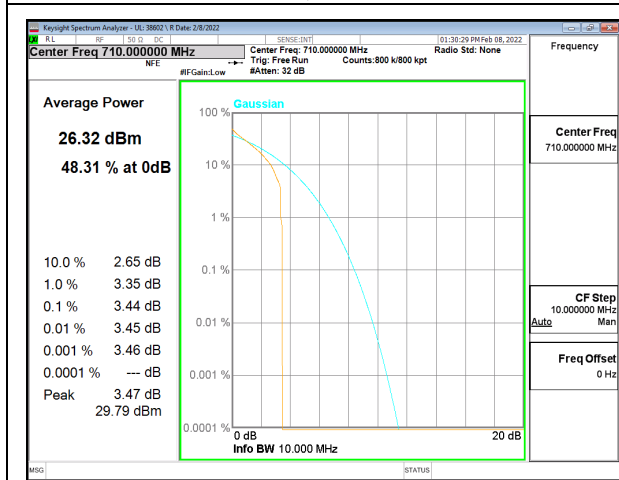 Keysight Spectrum Analyzer - UL: 38602 \ R Date: 2/8/2022
RL RF 50 Ω DC SENSE:INT 01:30:29 PM Feb 08, 2022
Center Freq 710.000000 MHz
NFE
#IFGain:Low
Center Freq: 710.000000 MHz
Trig: Free Run Counts:800 k/800 kpt
#Atten: 32 dB
Radio Std: None
Frequency
Average Power
26.32 dBm
48.31 % at 0dB
10.0 % 2.65 dB
1.0 % 3.35 dB
0.1 % 3.44 dB
0.01 % 3.45 dB
0.001 % 3.46 dB
0.0001 % --- dB
Peak 3.47 dB
29.79 dBm
Gaussian
100 %
10 %
1 %
0.1 %
0.01 %
0.001 %
0.0001 %
0 dB 20 dB
Info BW 10.000 MHz
Center Freq
710.000000 MHz
CF Step
10.000000 MHz
Auto Man
Freq Offset
0 Hz
MSG STATUS